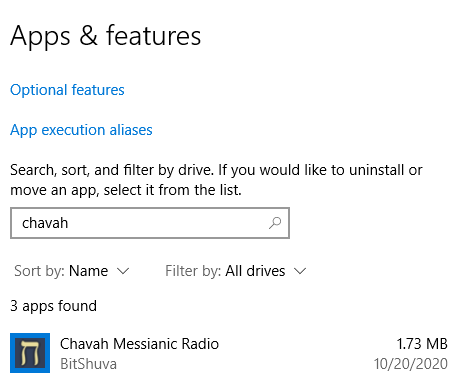 Apps & features
Optional features
App execution aliases
Search, sort, and filter by drive. If you would like to uninstall or
move an app, select it from the list.
chavah
Sort by: Name Filter by: All drives
3 apps found
ח Chavah Messianic Radio 1.73 MB
BitShuva 10/20/2020